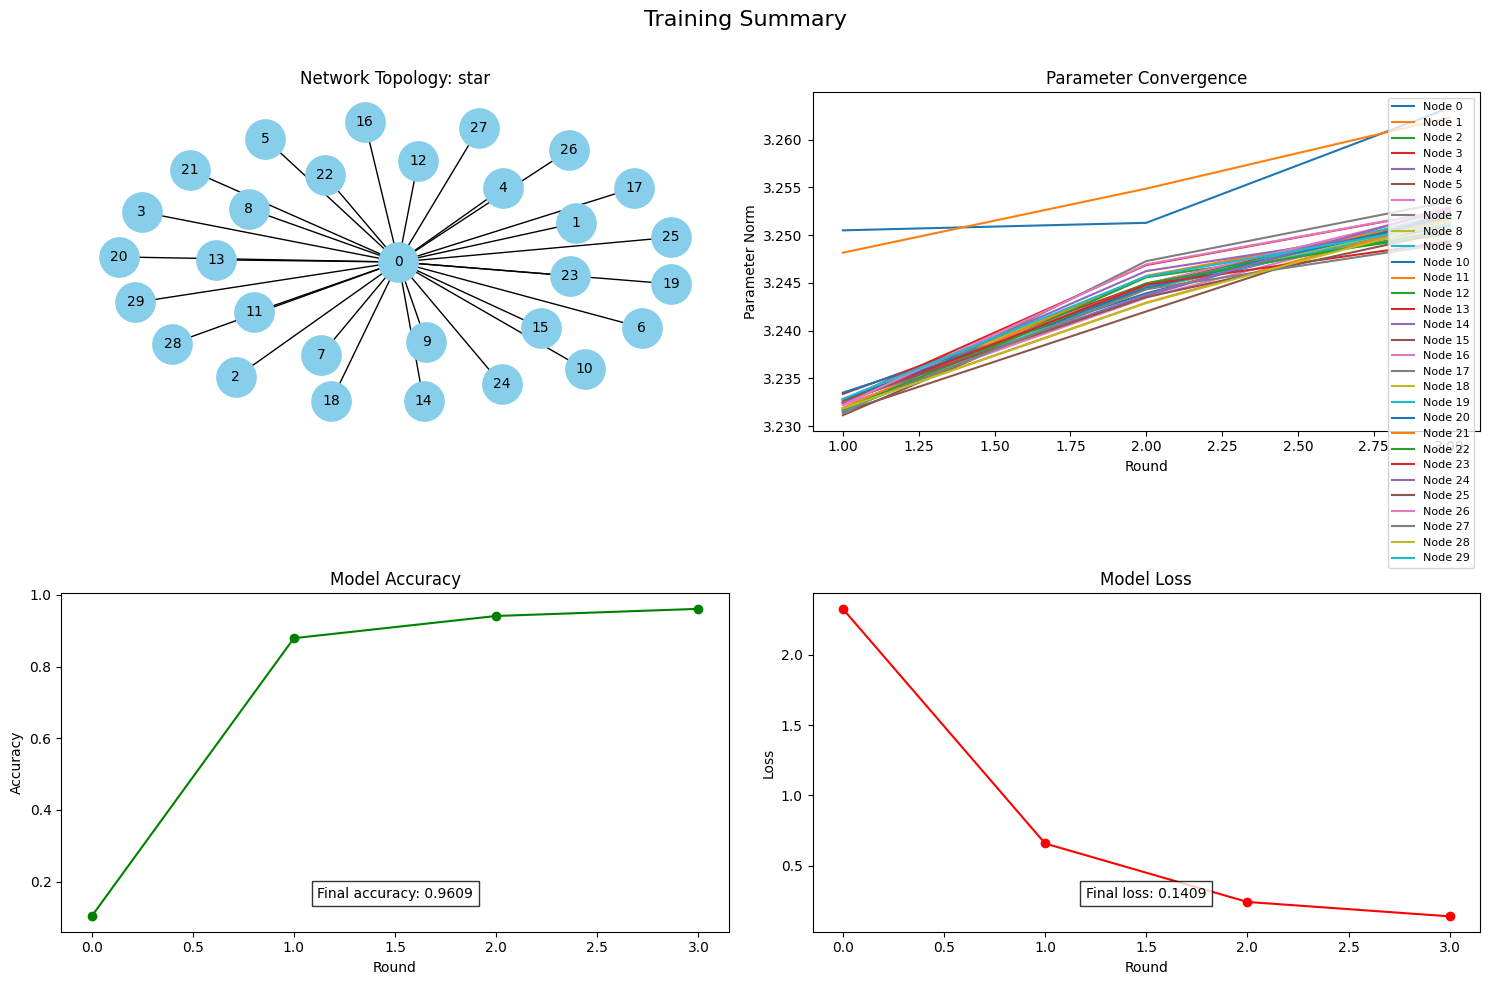 Training Summary
Network Topology: star
16
27
5
12
26
22
21
4
17
8
3
1
25
20
13
0
23
19
29
11
6
15
28
9
7
10
2
24
18
14
Parameter Convergence
Parameter Norm
3.260
3.255
3.250
3.245
3.240
3.235
3.230
1.00 1.25 1.50 1.75 2.00 2.25 2.50 2.75 3.00
Round
Node 0
Node 1
Node 2
Node 3
Node 4
Node 5
Node 6
Node 7
Node 8
Node 9
Node 10
Node 11
Node 12
Node 13
Node 14
Node 15
Node 16
Node 17
Node 18
Node 19
Node 20
Node 21
Node 22
Node 23
Node 24
Node 25
Node 26
Node 27
Node 28
Node 29
Model Accuracy
Accuracy
1.0
0.8
0.6
0.4
0.2
Final accuracy: 0.9609
0.0 0.5 1.0 1.5 2.0 2.5 3.0
Round
Model Loss
Loss
2.0
1.5
1.0
0.5
Final loss: 0.1409
0.0 0.5 1.0 1.5 2.0 2.5 3.0
Round